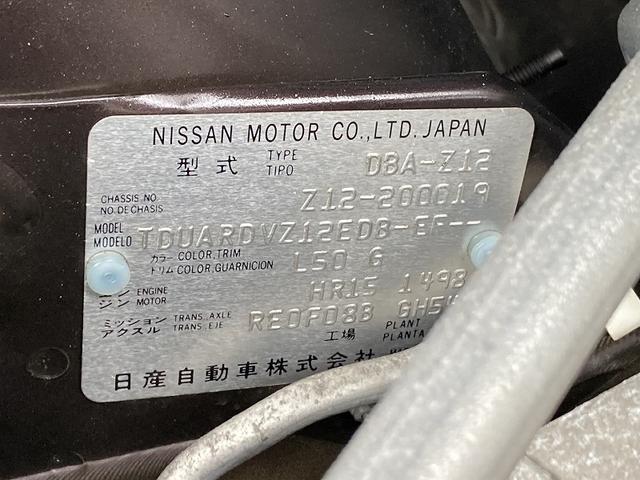 NISSAN MOTOR CO., LTD. JAPAN
型式 TYPE TIPO DBA-Z12
CHASSIS NO. NO. DE CHASIS Z12-200019
MODEL MODELO TDUARDVZ12EDB-EF--
カラー COLOR, TRIM トリム COLOR, GUARNICION L50 G
ジン ENGINE MOTOR HR15 1498
ミッション アクスル TRANS. AXLE TRANS. EJE RE0F08B
工場 PLANT PLANTA
日産自動車株式会社